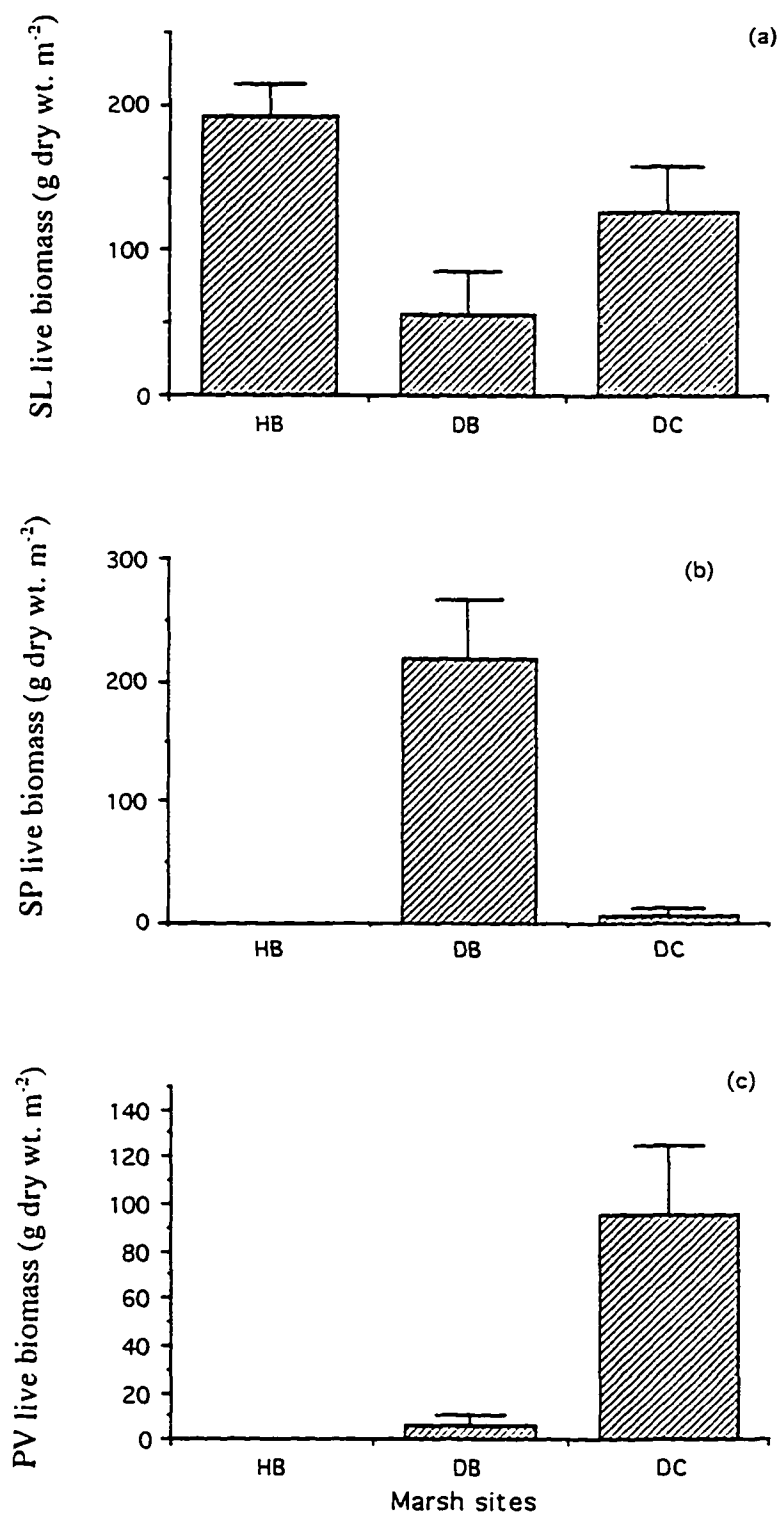 (a)
SL live biomass (g dry wt. m⁻²)
200
100
0
HB DB DC
(b)
SP live biomass (g dry wt. m⁻²)
300
200
100
0
HB DB DC
(c)
PV live biomass (g dry wt. m⁻²)
140
120
100
80
60
40
20
0
HB DB DC
Marsh sites